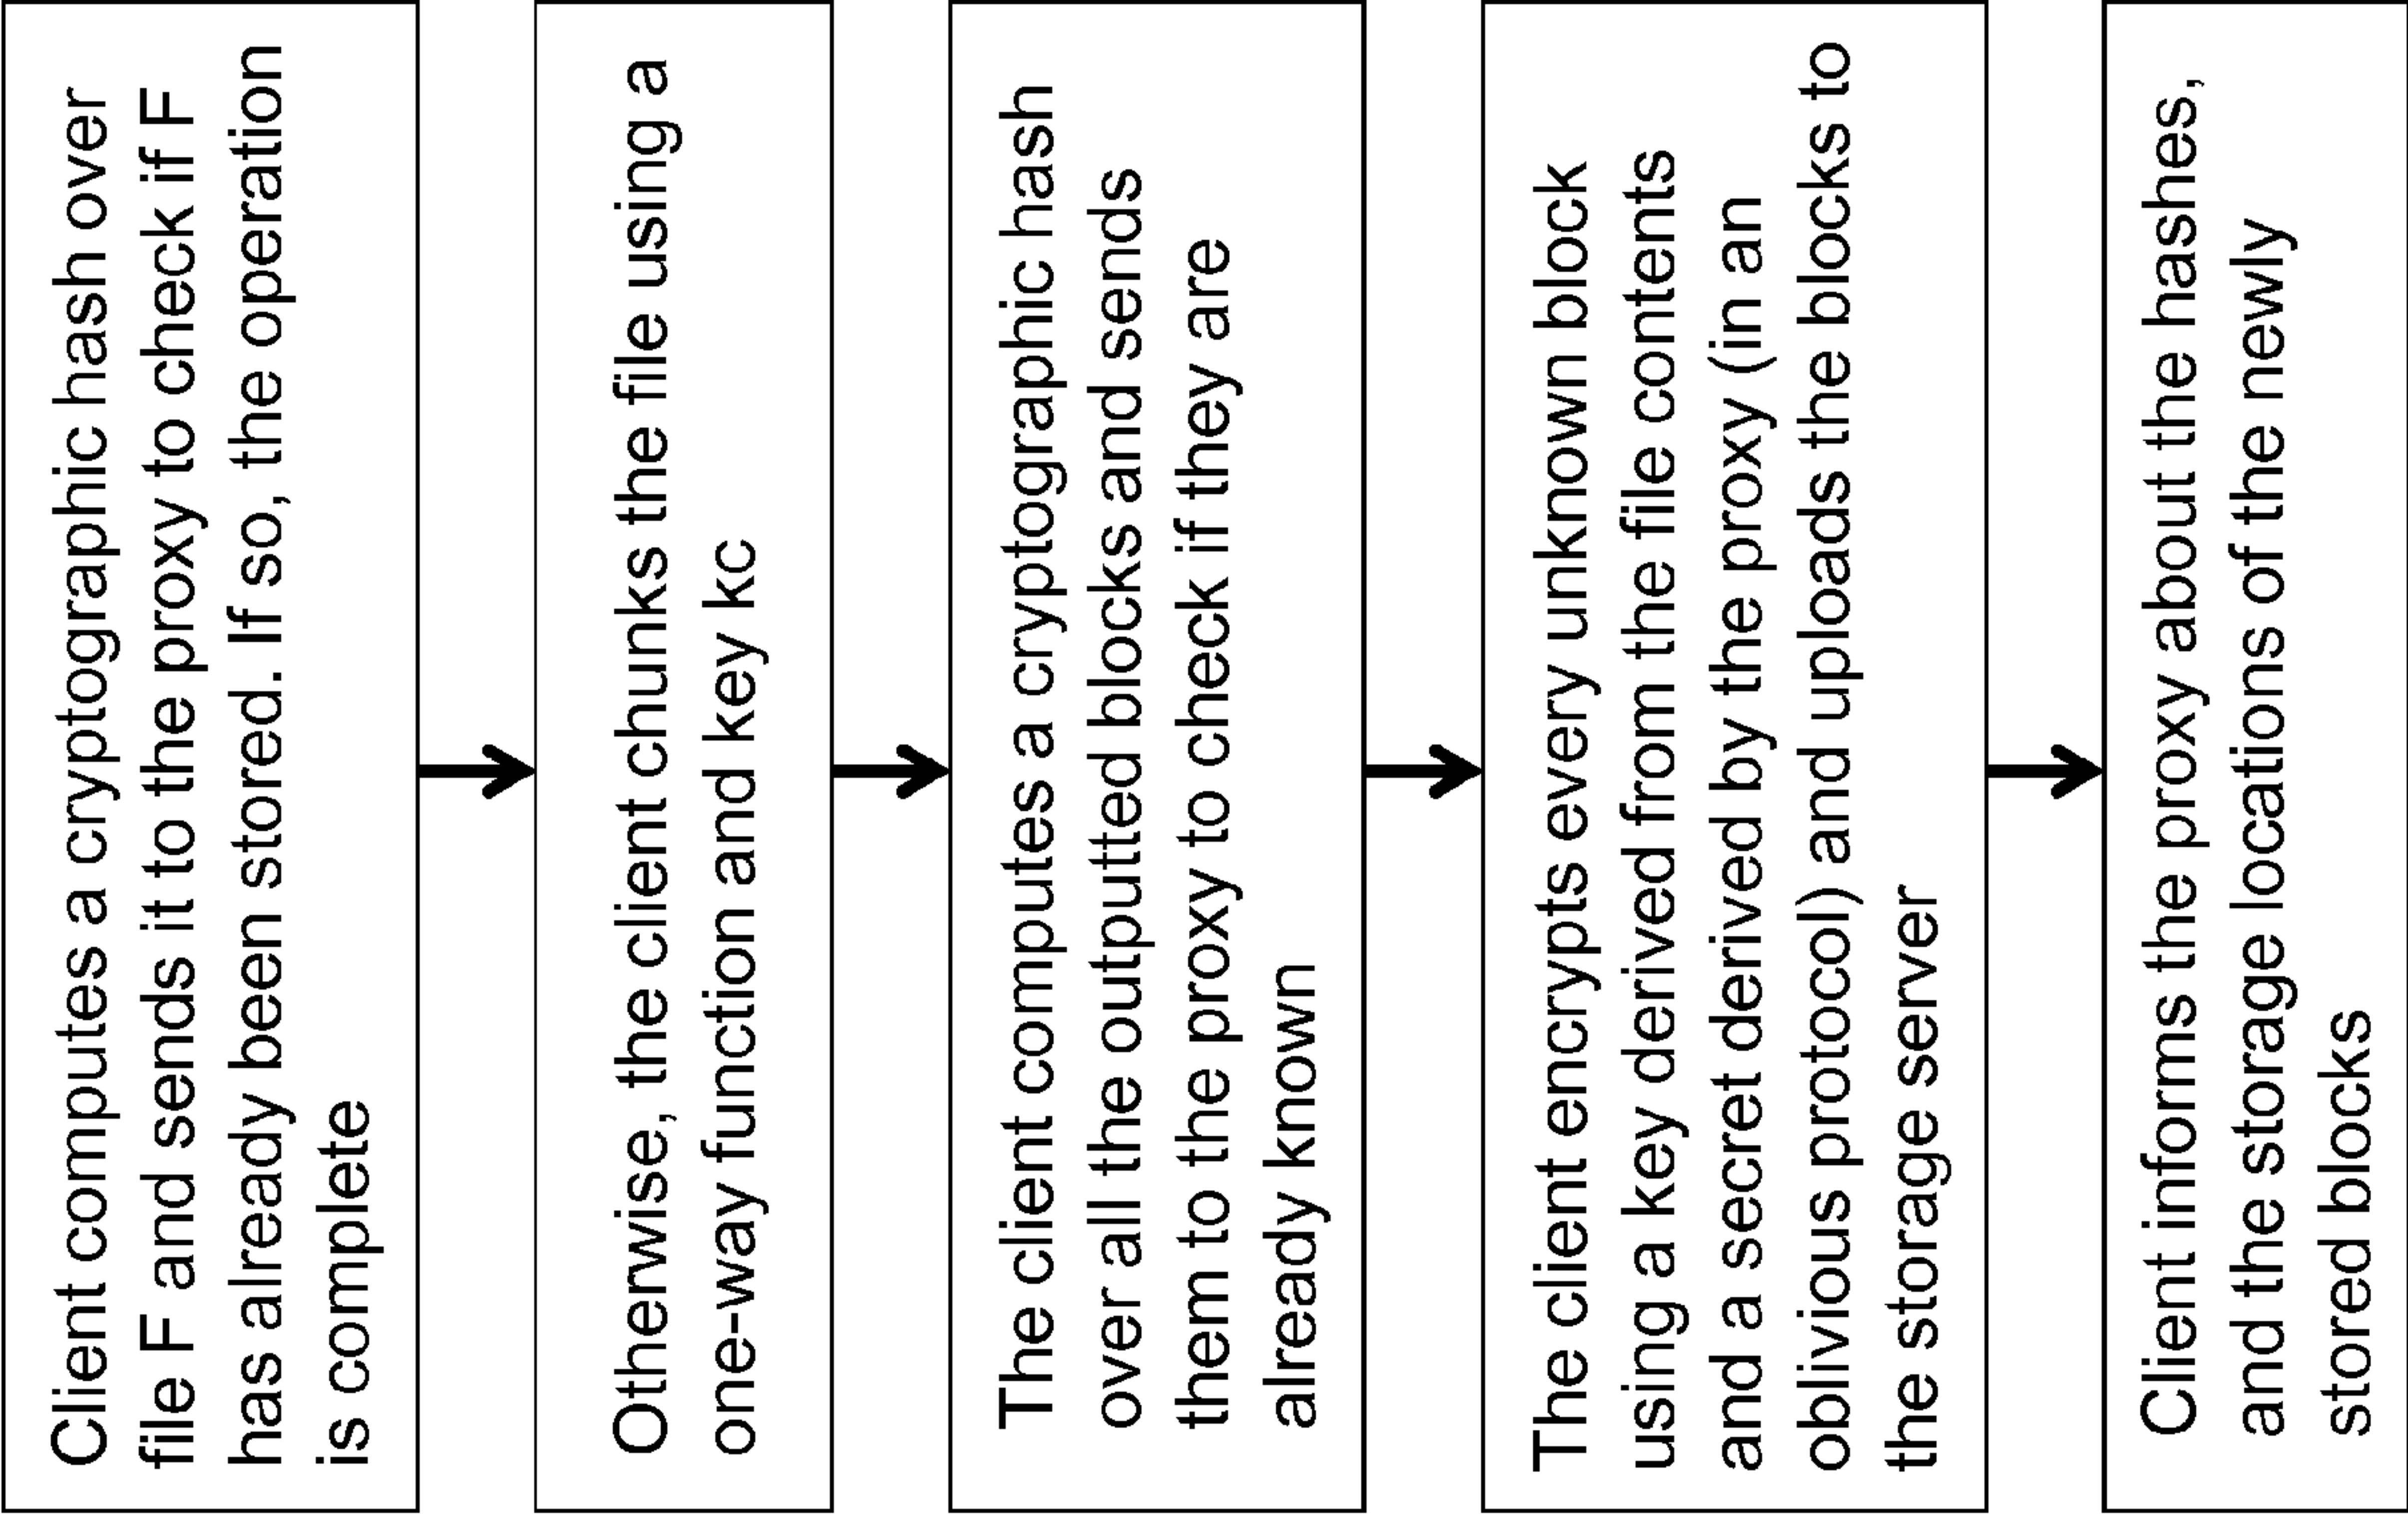 Client computes a cryptographic hash over
file F and sends it to the proxy to check if F
has already been stored. If so, the operation
is complete
Otherwise, the client chunks the file using a
one-way function and key kc
The client computes a cryptographic hash
over all the outputted blocks and sends
them to the proxy to check if they are
already known
The client encrypts every unknown block
using a key derived from the file contents
and a secret derived by the proxy (in an
oblivious protocol) and uploads the blocks to
the storage server
Client informs the proxy about the hashes,
and the storage locations of the newly
stored blocks